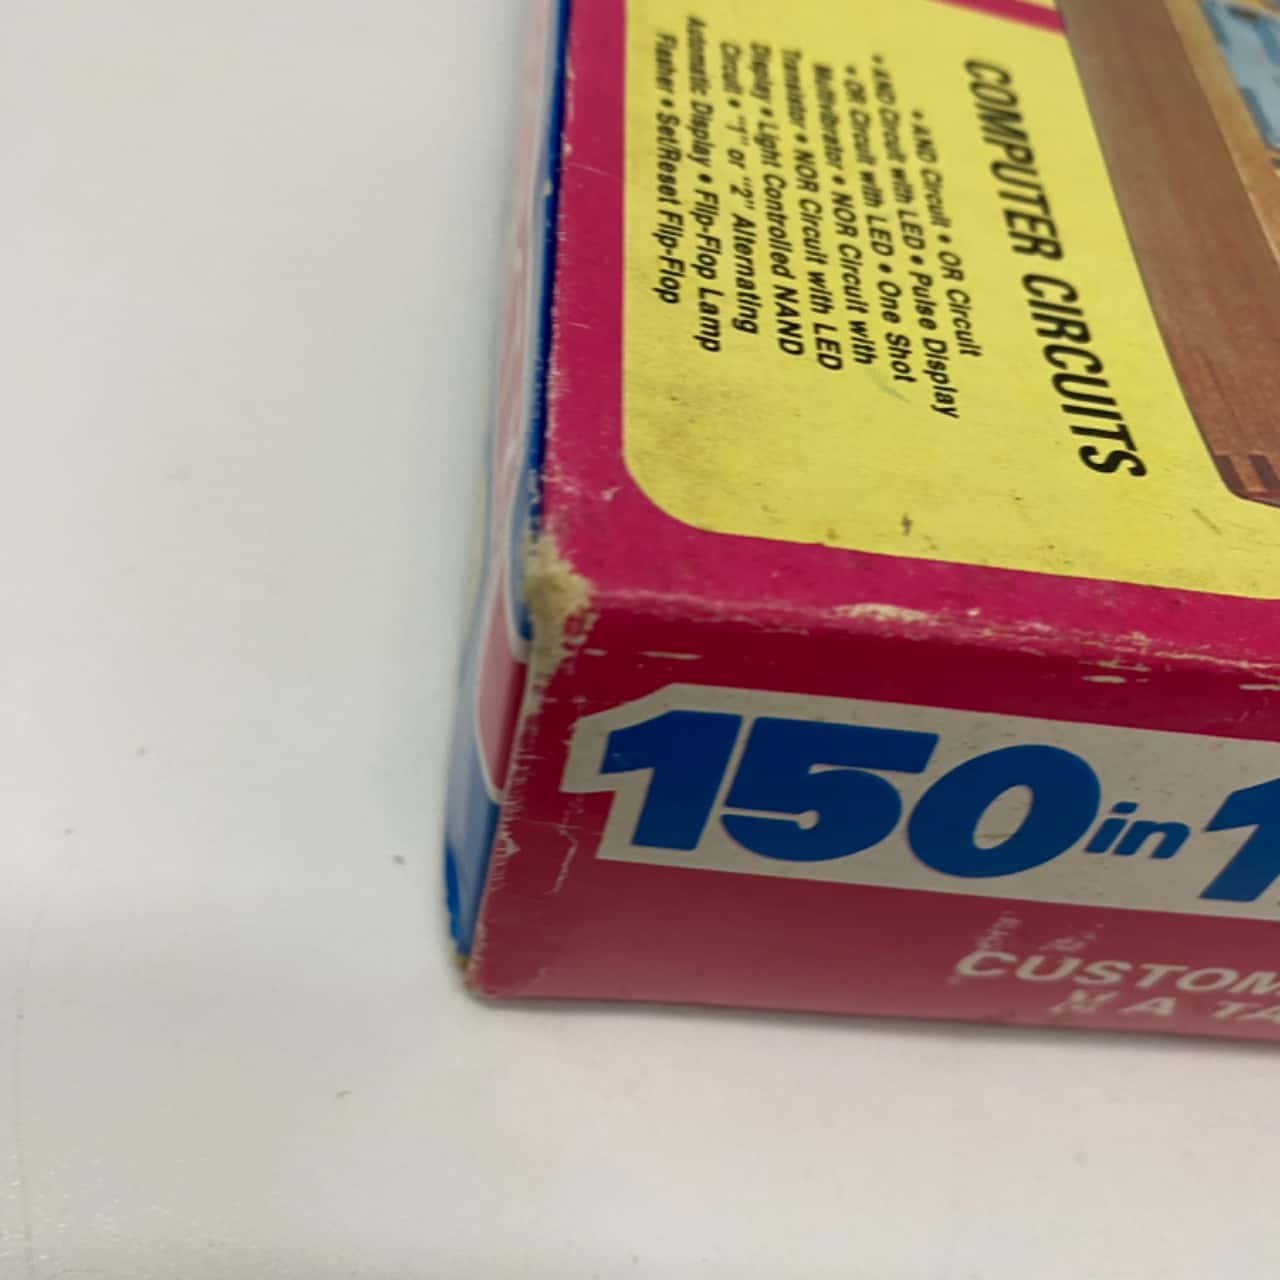 COMPUTER CIRCUITS
• AND Circuit • OR Circuit
• AND Circuit with LED • Pulse Display
• OR Circuit with LED • One Shot
Multivibrator • NOR Circuit with
Transistor • NOR Circuit with LED
Display • Light Controlled NAND
Circuit • "1" or "2" Alternating
Automatic Display • Flip-Flop Lamp
Flasher • Set/Reset Flip-Flop
150 in 1
CUSTOM
A TA